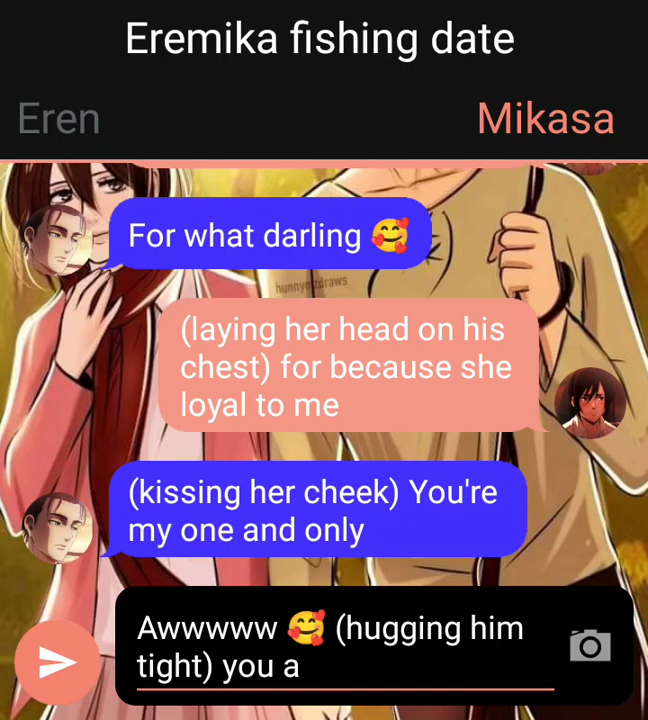 Eremika fishing date
Eren
Mikasa
For what darling 🥰
(laying her head on his
chest) for because she
loyal to me
(kissing her cheek) You're
my one and only
Awwwww 🥰 (hugging him
tight) you a